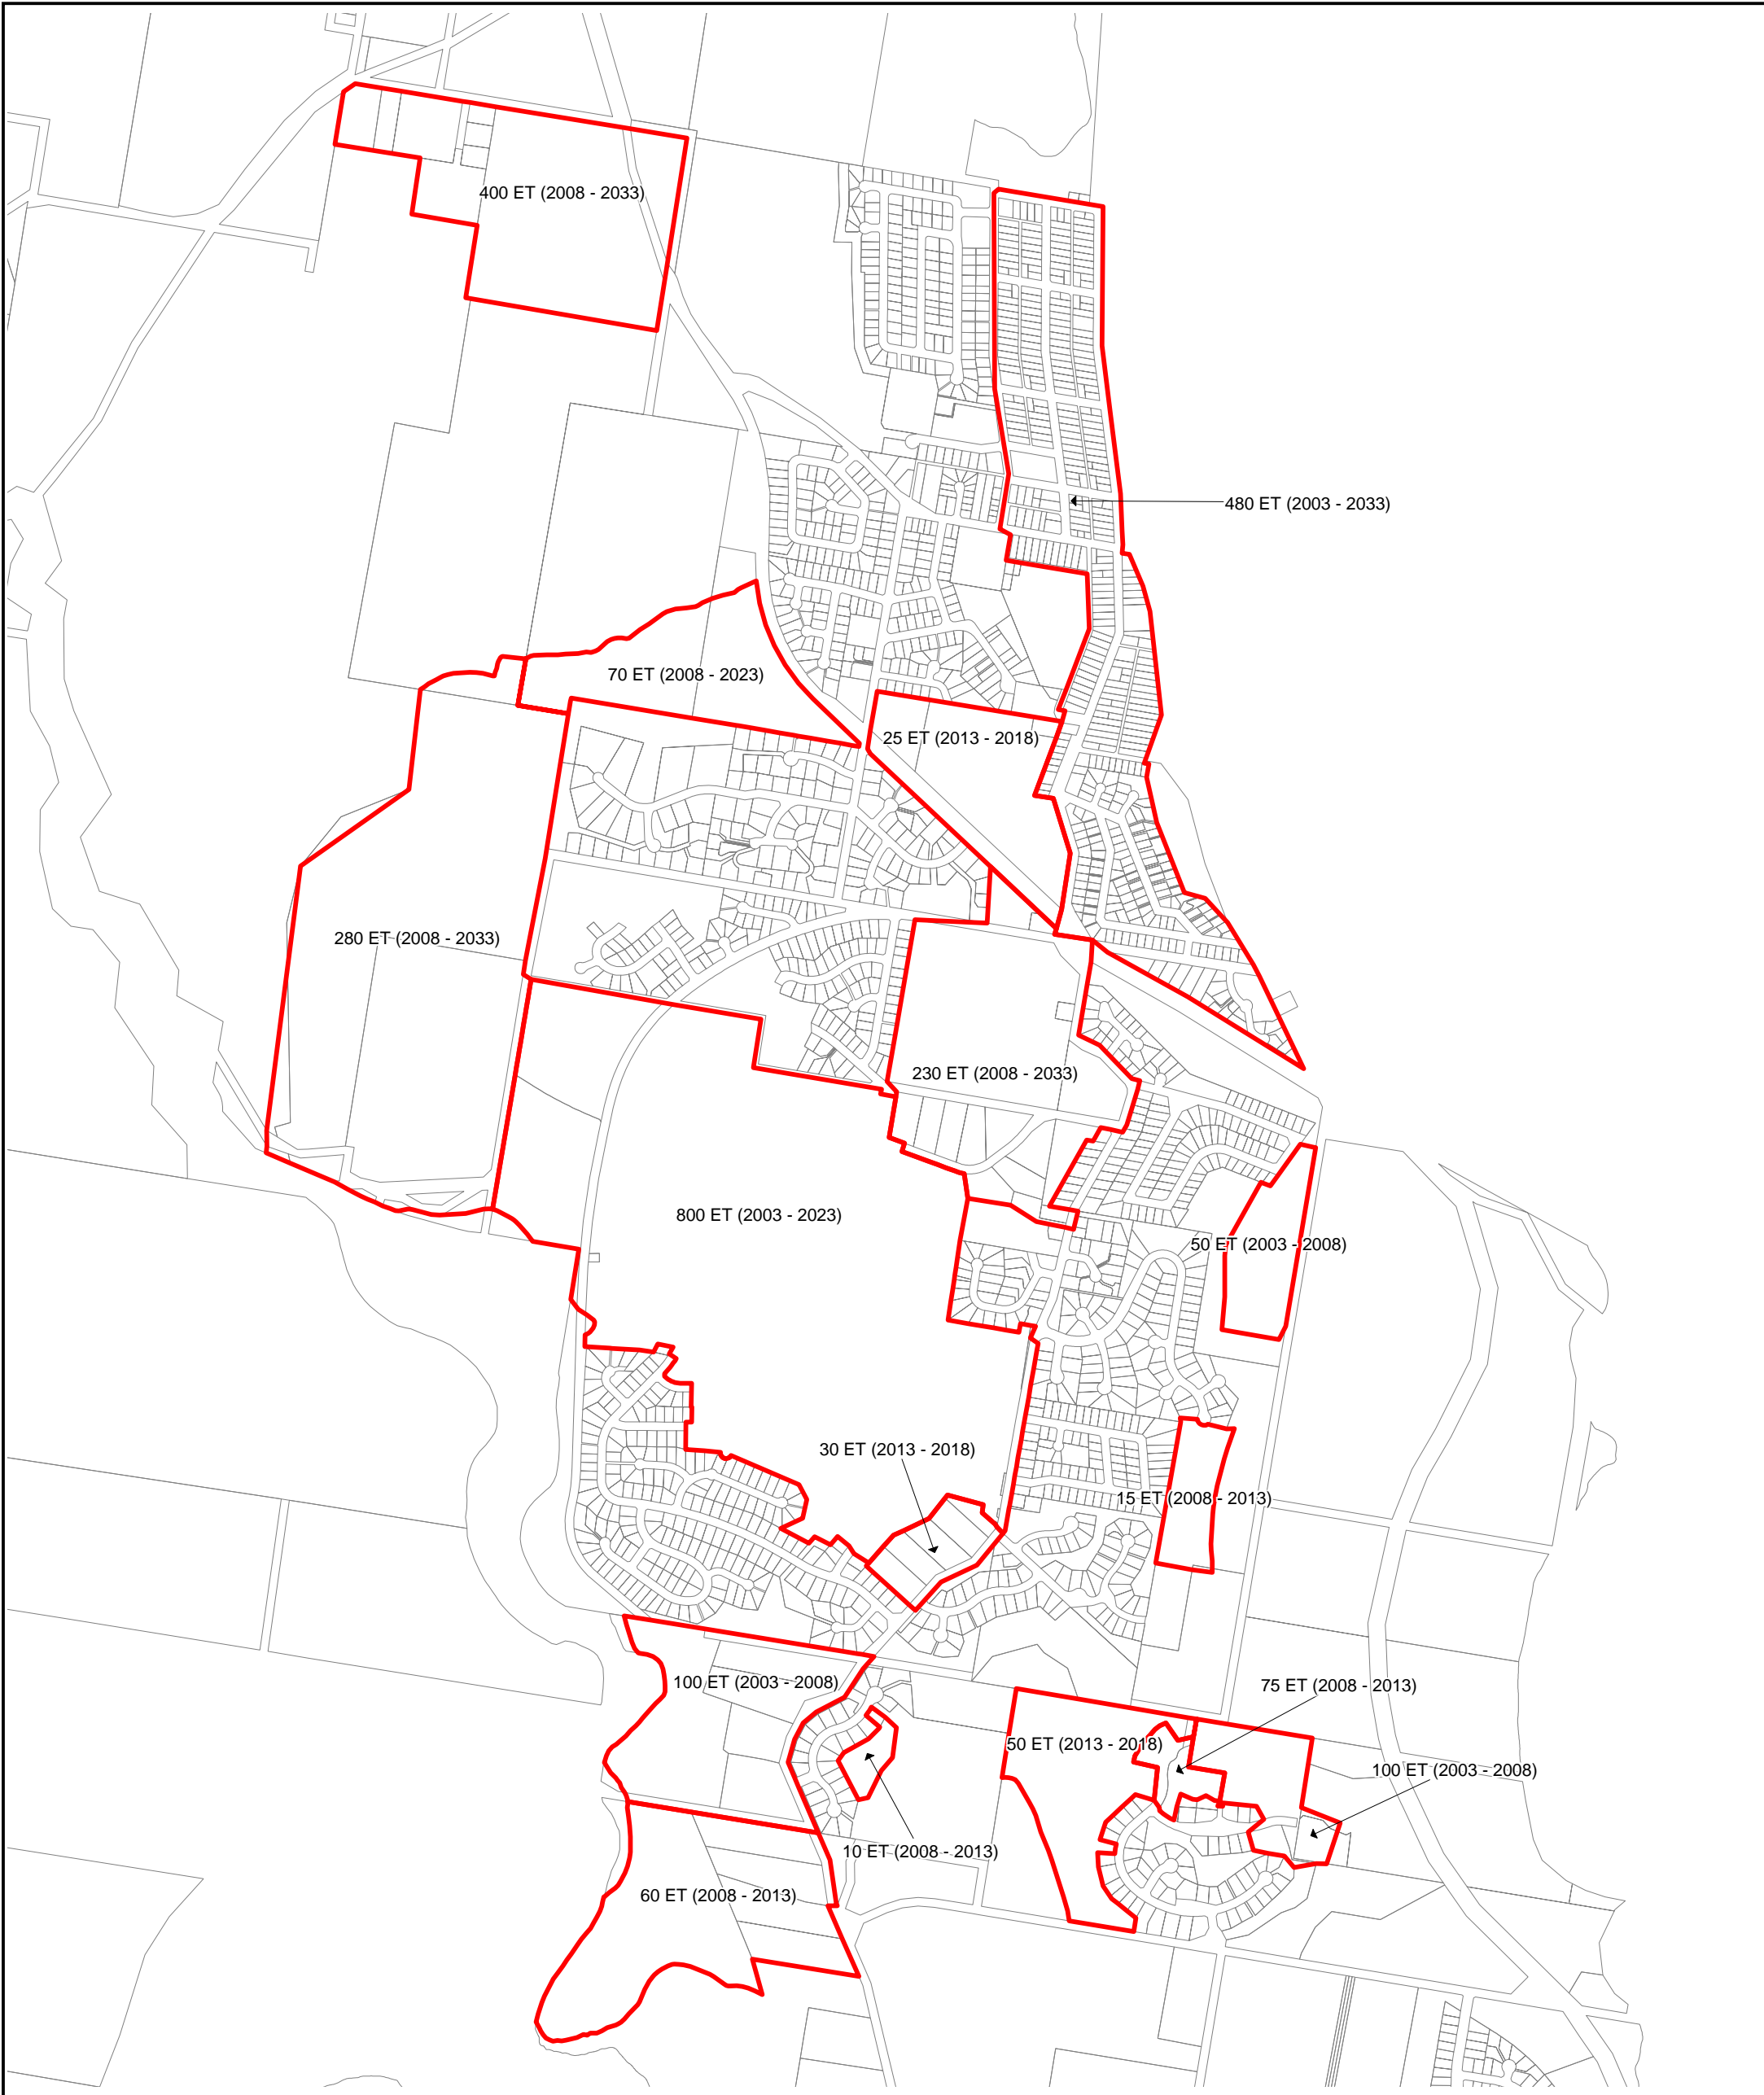 400 ET (2008 - 2033)
480 ET (2003 - 2033)
70 ET (2008 - 2023)
25 ET (2013 - 2018)
280 ET (2008 - 2033)
230 ET (2008 - 2033)
800 ET (2003 - 2023)
50 ET (2003 - 2008)
30 ET (2013 - 2018)
15 ET (2008 - 2013)
100 ET (2003 - 2008)
75 ET (2008 - 2013)
50 ET (2013 - 2018)
100 ET (2003 - 2008)
10 ET (2008 - 2013)
60 ET (2008 - 2013)